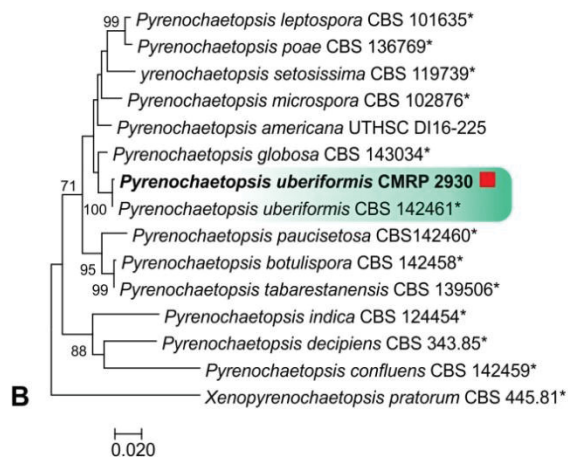 99
Pyrenochaetopsis leptospora CBS 101635*
Pyrenochaetopsis poae CBS 136769*
yrenochaetopsis setosissima CBS 119739*
Pyrenochaetopsis microspora CBS 102876*
Pyrenochaetopsis americana UTHSC DI16-225
Pyrenochaetopsis globosa CBS 143034*
71
Pyrenochaetopsis uberiformis CMRP 2930
100
Pyrenochaetopsis uberiformis CBS 142461*
Pyrenochaetopsis paucisetosa CBS142460*
95
Pyrenochaetopsis botulispora CBS 142458*
99
Pyrenochaetopsis tabarestanensis CBS 139506*
Pyrenochaetopsis indica CBS 124454*
88
Pyrenochaetopsis decipiens CBS 343.85*
Pyrenochaetopsis confluens CBS 142459*
B
Xenopyrenochaetopsis pratorum CBS 445.81*
0.020